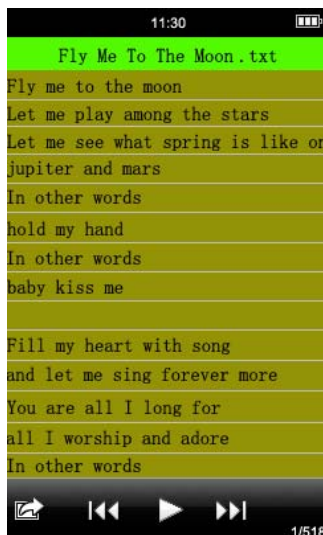 11:30
Fly Me To The Moon.txt
Fly me to the moon
Let me play among the stars
Let me see what spring is like on
jupiter and mars
In other words
hold my hand
In other words
baby kiss me
Fill my heart with song
and let me sing forever more
You are all I long for
all I worship and adore
In other words
1/518